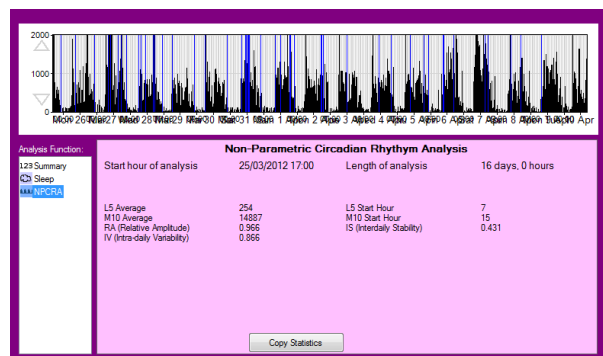 2000
1000
0
Analysis Function:
123 Summary
Sleep
NPCRA
Non-Parametric Circadian Rhythym Analysis
Start hour of analysis 25/03/2012 17:00 Length of analysis 16 days, 0 hours
L5 Average 254 L5 Start Hour 7
M10 Average 14887 M10 Start Hour 15
RA (Relative Amplitude) 0.966 IS (Interdaily Stability) 0.431
IV (Intra-daily Variability) 0.866
Copy Statistics